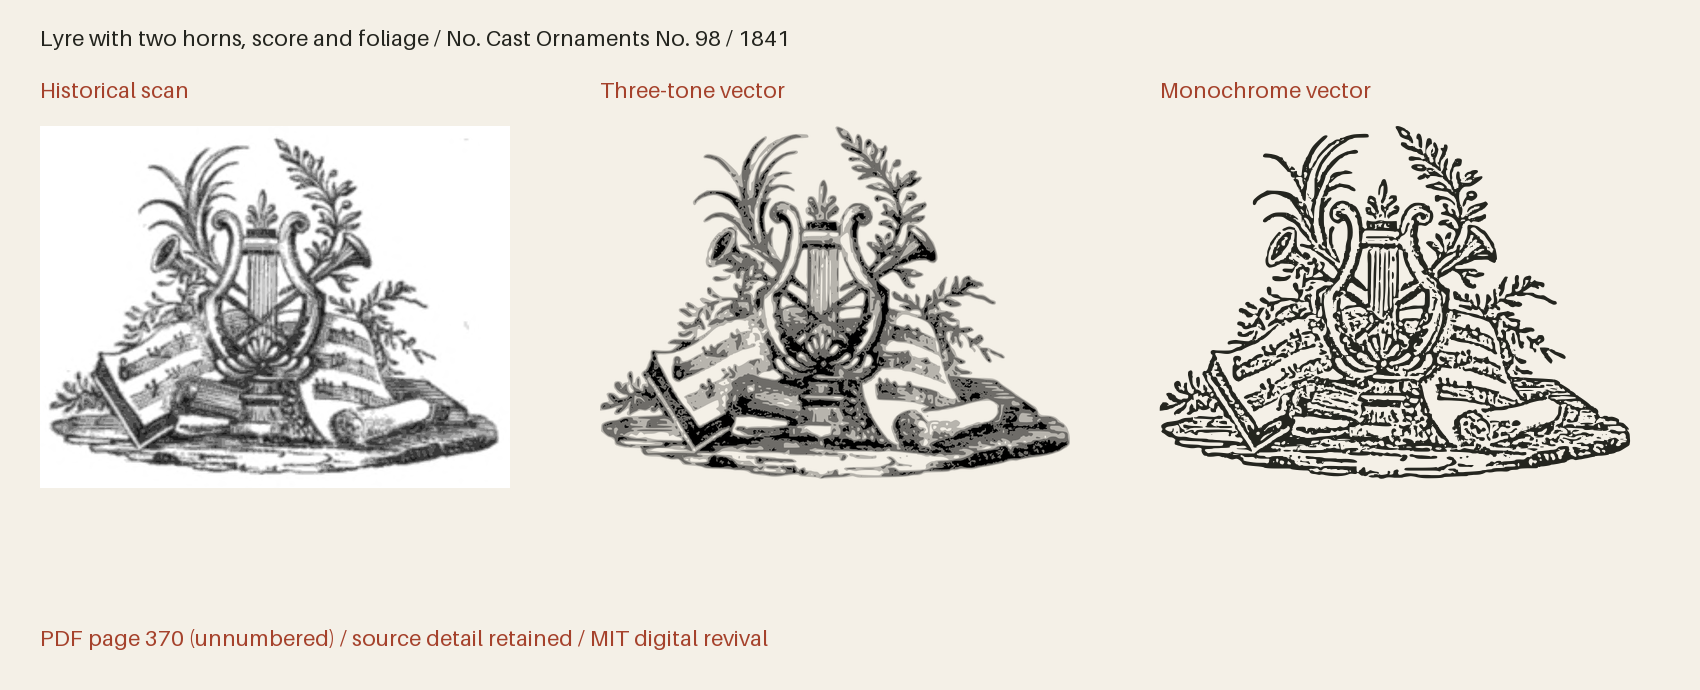 Lyre with two horns, score and foliage / No. Cast Ornaments No. 98 / 1841
Historical scan
Three-tone vector
Monochrome vector
PDF page 370 (unnumbered) / source detail retained / MIT digital revival